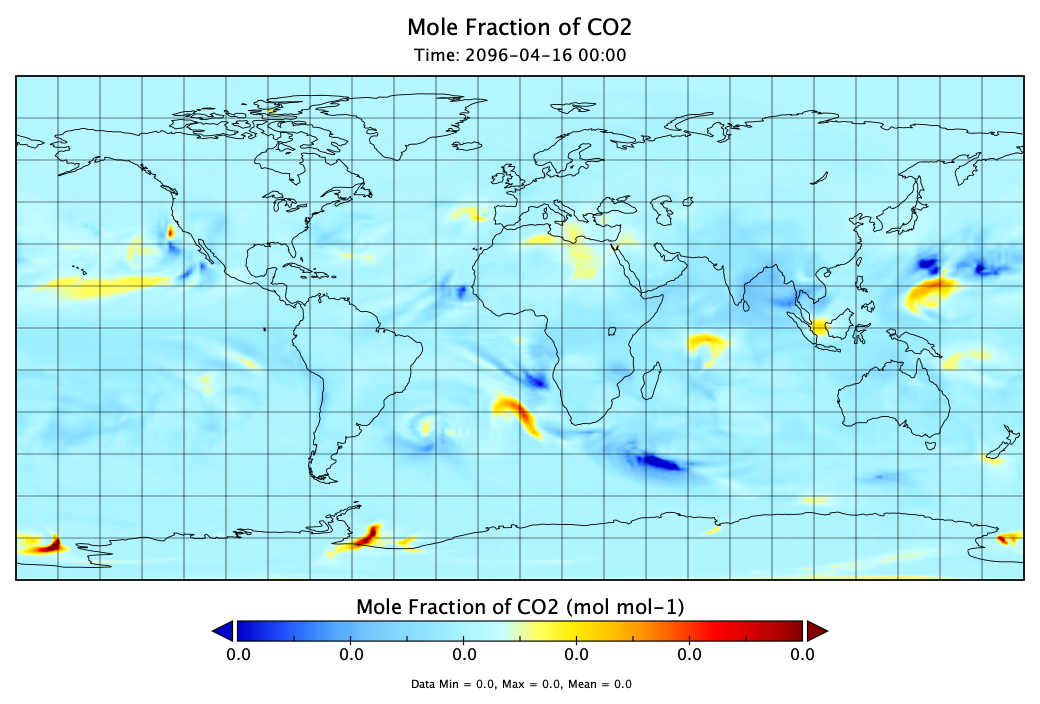 Mole Fraction of CO2
Time: 2096-04-16 00:00
Mole Fraction of CO2 (mol mol-1)
0.0 0.0 0.0 0.0 0.0 0.0
Data Min = 0.0, Max = 0.0, Mean = 0.0